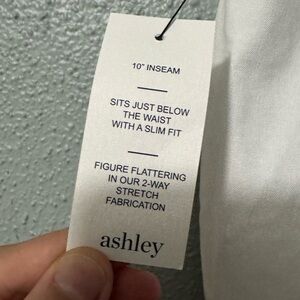 10" INSEAM
SITS JUST BELOW
THE WAIST
WITH A SLIM FIT
FIGURE FLATTERING
IN OUR 2-WAY
STRETCH
FABRICATION
ashley